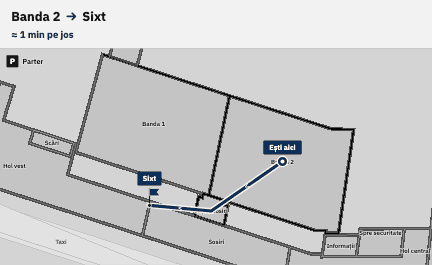 Banda 2 → Sixt
≈ 1 min pe jos
P Parter
Banda 1
Ești aici
Scări
Hol vest
Sixt
Taxi
Sosiri
Informații
Spre securitate
Hol central